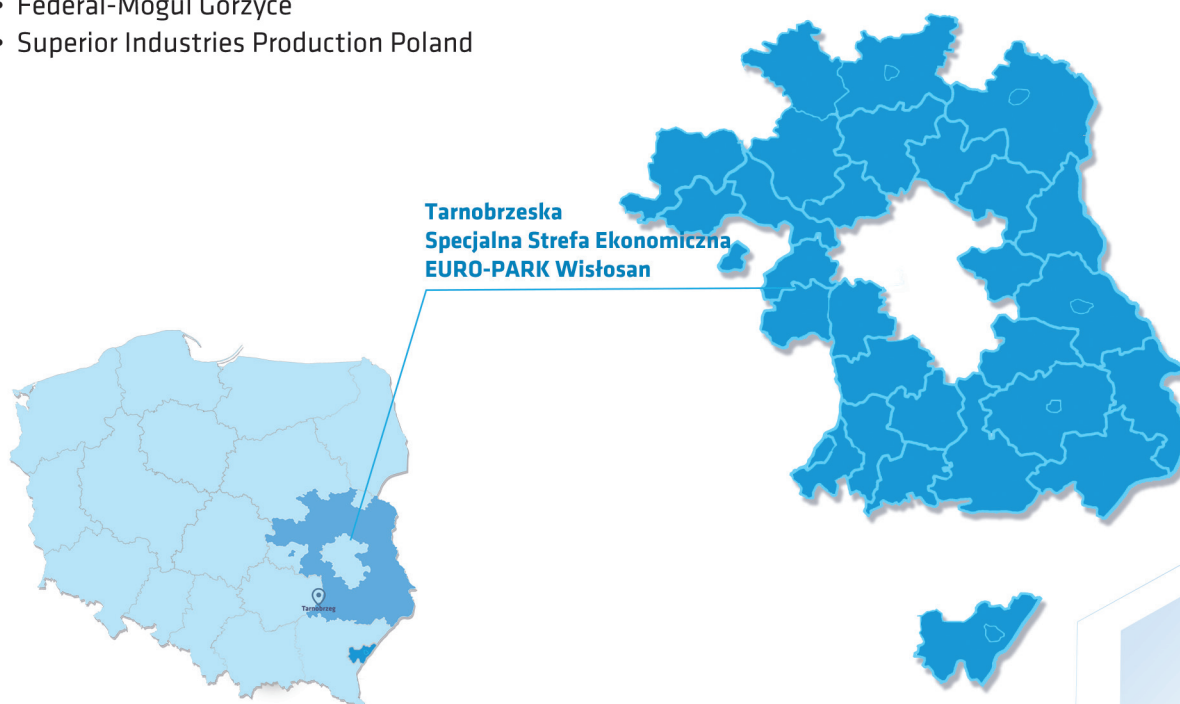 • Federal-Mogul Gorzyce
• Superior Industries Production Poland
Tarnobrzeska
Specjalna Strefa Ekonomiczna
EURO-PARK Wisłosan
Tarnobrzeg